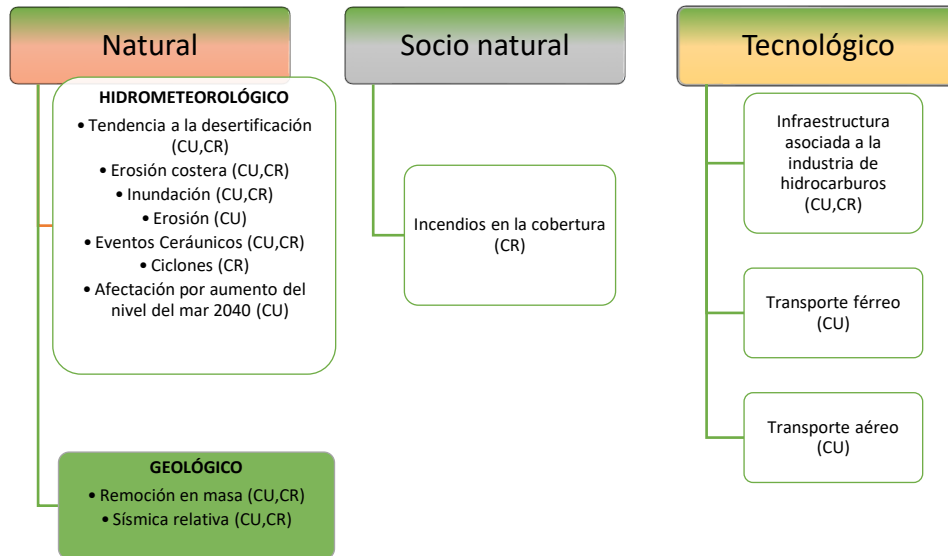 Natural
HIDROMETEOROLÓGICO
• Tendencia a la desertificación
(CU,CR)
• Erosión costera (CU,CR)
• Inundación (CU,CR)
• Erosión (CU)
• Eventos Ceráunicos (CU,CR)
• Ciclones (CR)
• Afectación por aumento del
nivel del mar 2040 (CU)
GEOLÓGICO
• Remoción en masa (CU,CR)
• Sísmica relativa (CU,CR)
Socio natural
Incendios en la cobertura
(CR)
Tecnológico
Infraestructura
asociada a la
industria de
hidrocarburos
(CU,CR)
Transporte férreo
(CU)
Transporte aéreo
(CU)